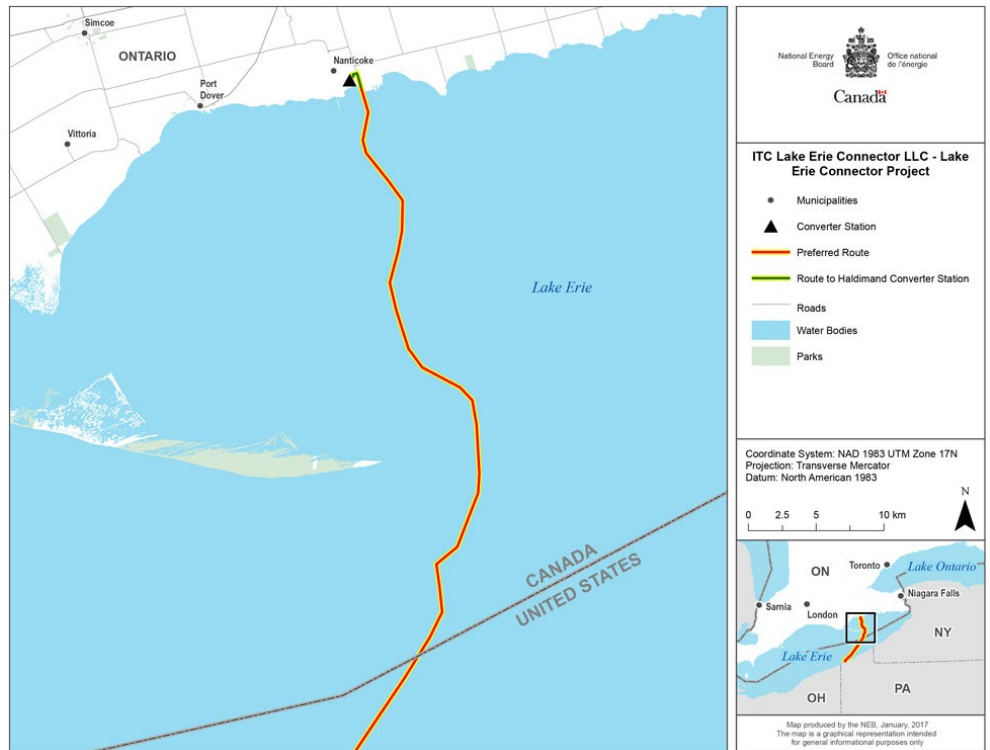 Simcoe
ONTARIO
Nanticoke
Port
Dover
Vittoria
Lake Erie
CANADA
UNITED STATES
National Energy
Board
Office national
de l'énergie
Canada
ITC Lake Erie Connector LLC - Lake
Erie Connector Project
Municipalities
Converter Station
Preferred Route
Route to Haldimand Converter Station
Roads
Water Bodies
Parks
Coordinate System: NAD 1983 UTM Zone 17N
Projection: Transverse Mercator
Datum: North American 1983
N
0 2.5 5 10 km
ON
Toronto
Lake Ontario
Niagara Falls
Sarnia
London
NY
Lake Erie
PA
OH
Map produced by the NEB, January, 2017
The map is a graphical representation intended
for general informational purposes only